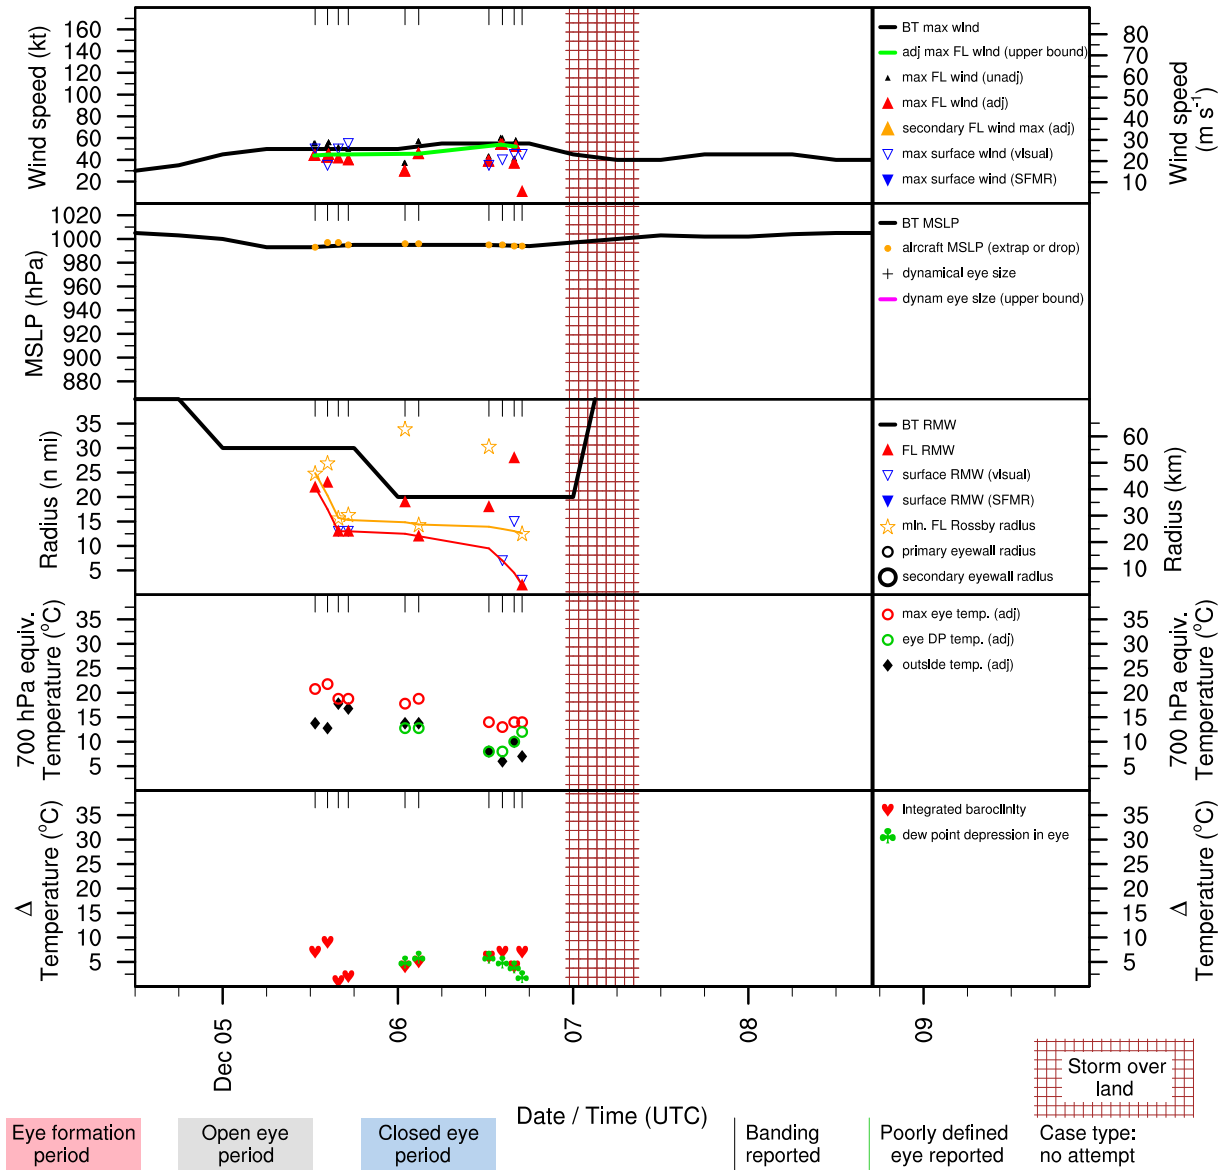 Wind speed (kt)
160
140
120
100
80
60
40
20
BT max wind
adj max FL wind (upper bound)
max FL wind (unadj)
max FL wind (adj)
secondary FL wind max (adj)
max surface wind (visual)
max surface wind (SFMR)
80
70
60
50
40
30
20
10
Wind speed
(m s-1)
MSLP (hPa)
1020
1000
980
960
940
920
900
880
BT MSLP
aircraft MSLP (extrap or drop)
dynamical eye size
dynam eye size (upper bound)
Radius (n mi)
35
30
25
20
15
10
5
BT RMW
FL RMW
surface RMW (visual)
surface RMW (SFMR)
min. FL Rossby radius
primary eyewall radius
secondary eyewall radius
60
50
40
30
20
10
Radius (km)
700 hPa equiv.
Temperature (°C)
35
30
25
20
15
10
5
max eye temp. (adj)
eye DP temp. (adj)
outside temp. (adj)
35
30
25
20
15
10
5
700 hPa equiv.
Temperature (°C)
Δ
Temperature (°C)
35
30
25
20
15
10
5
Integrated baroclinity
dew point depression in eye
35
30
25
20
15
10
5
Δ
Temperature (°C)
Dec 05
06
07
08
09
Date / Time (UTC)
Storm over
land
Eye formation
period
Open eye
period
Closed eye
period
Banding
reported
Poorly defined
eye reported
Case type:
no attempt